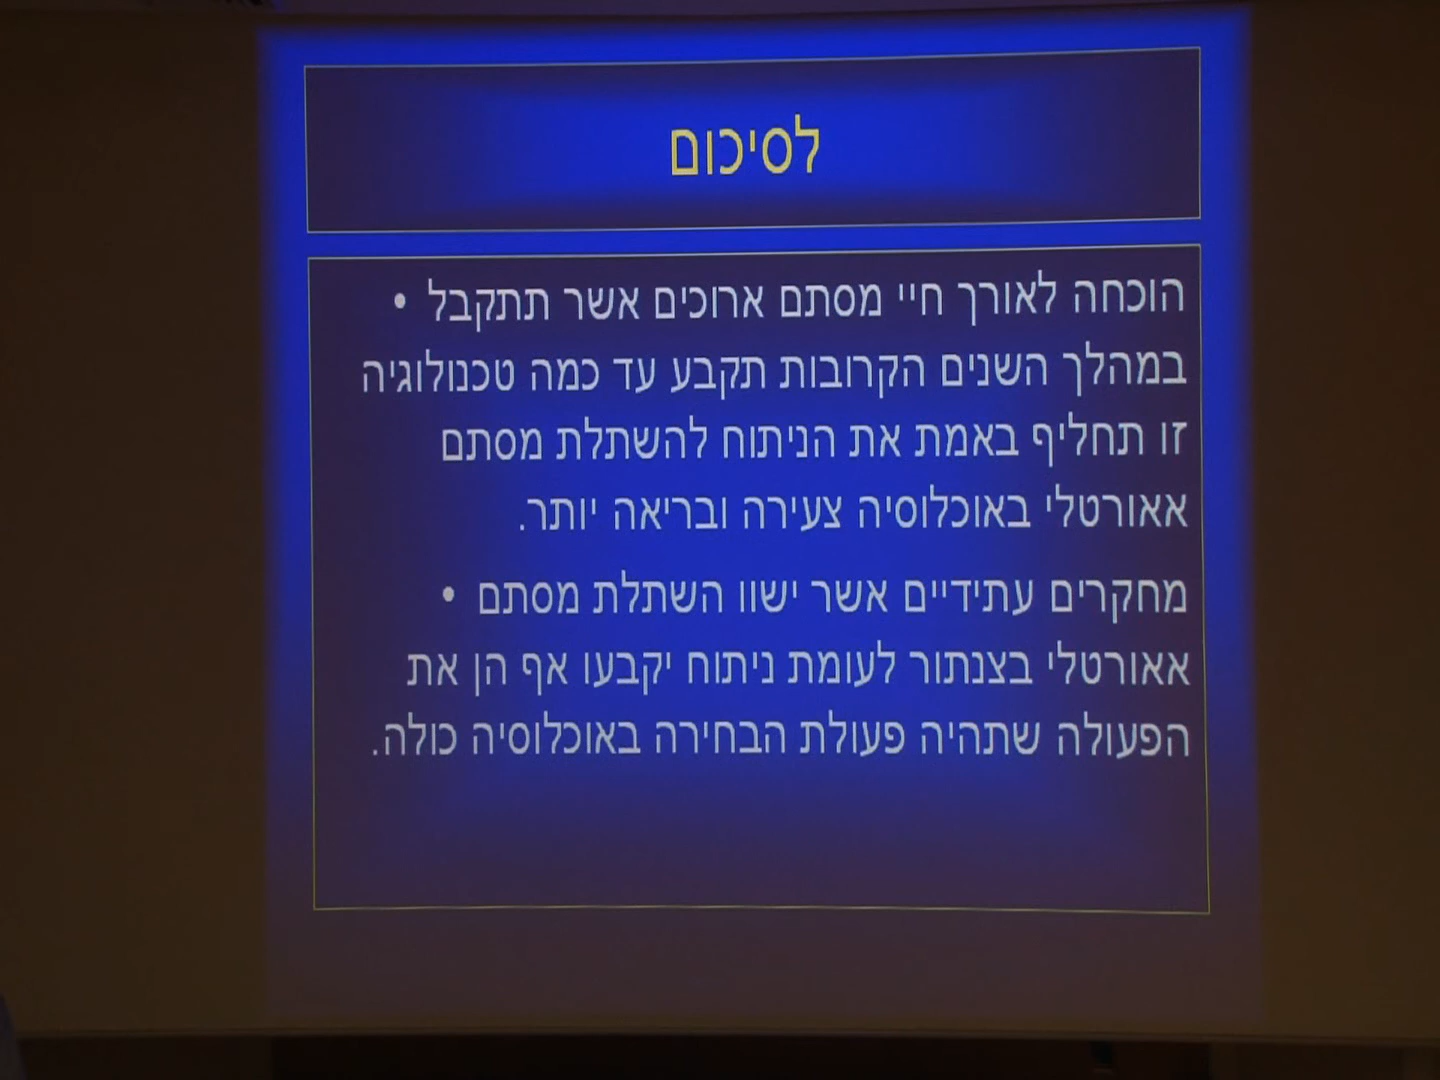 לסיכום
הוכחה לאורך חיי מסתם ארוכים אשר תתקבל •
במהלך השנים הקרובות תקבע עד כמה טכנולוגיה
זו תחליף באמת את הניתוח להשתלת מסתם
אאורטלי באוכלוסיה צעירה ובריאה יותר.
מחקרים עתידיים אשר ישוו השתלת מסתם •
אאורטלי בצנתור לעומת ניתוח יקבעו אף הן את
הפעולה שתהיה פעולת הבחירה באוכלוסיה כולה.